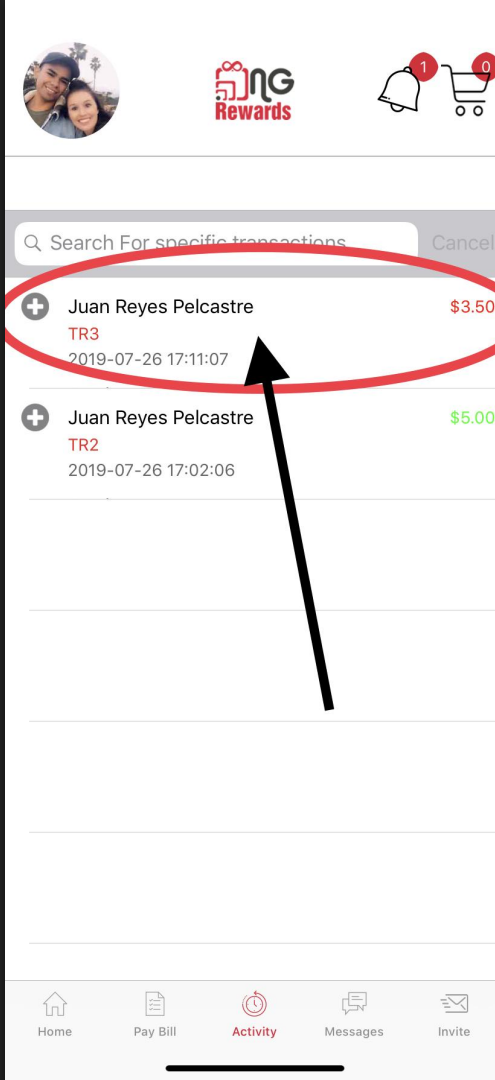 1
0
NG
Rewards
Search For specific transactions
Cancel
Juan Reyes Pelcastre
$3.50
TR3
2019-07-26 17:11:07
Juan Reyes Pelcastre
$5.00
TR2
2019-07-26 17:02:06
Home
Pay Bill
Activity
Messages
Invite